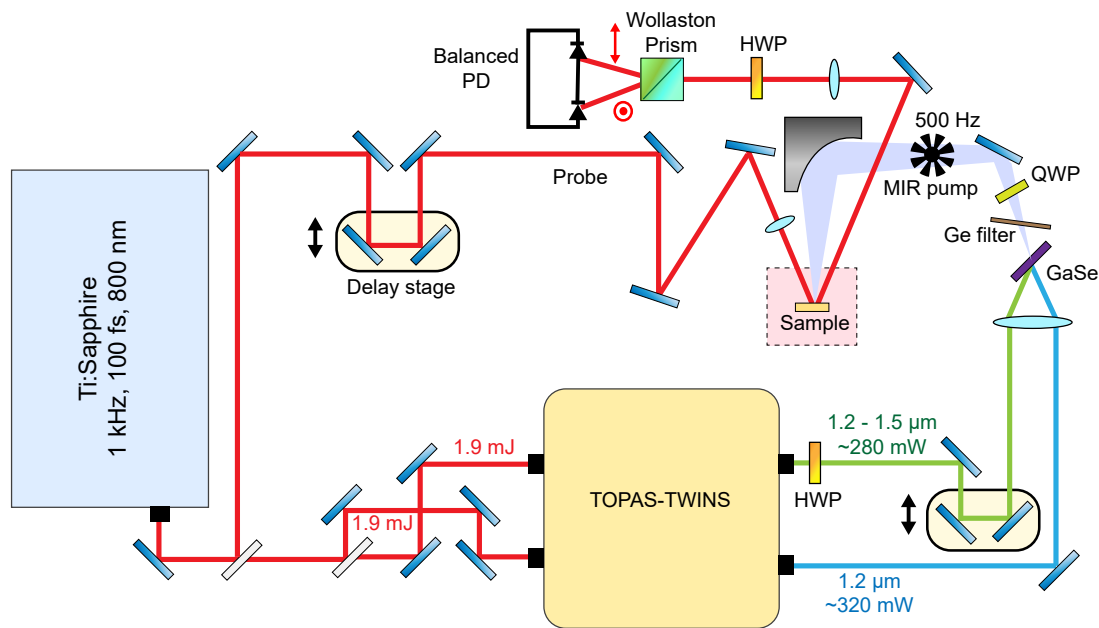 Wollaston
Prism
HWP
Balanced
PD
500 Hz
MIR pump
QWP
Probe
Ge filter
GaSe
Delay stage
Sample
Ti:Sapphire
1 kHz, 100 fs, 800 nm
1.9 mJ
1.9 mJ
TOPAS-TWINS
1.2 - 1.5 µm
~280 mW
HWP
1.2 µm
~320 mW